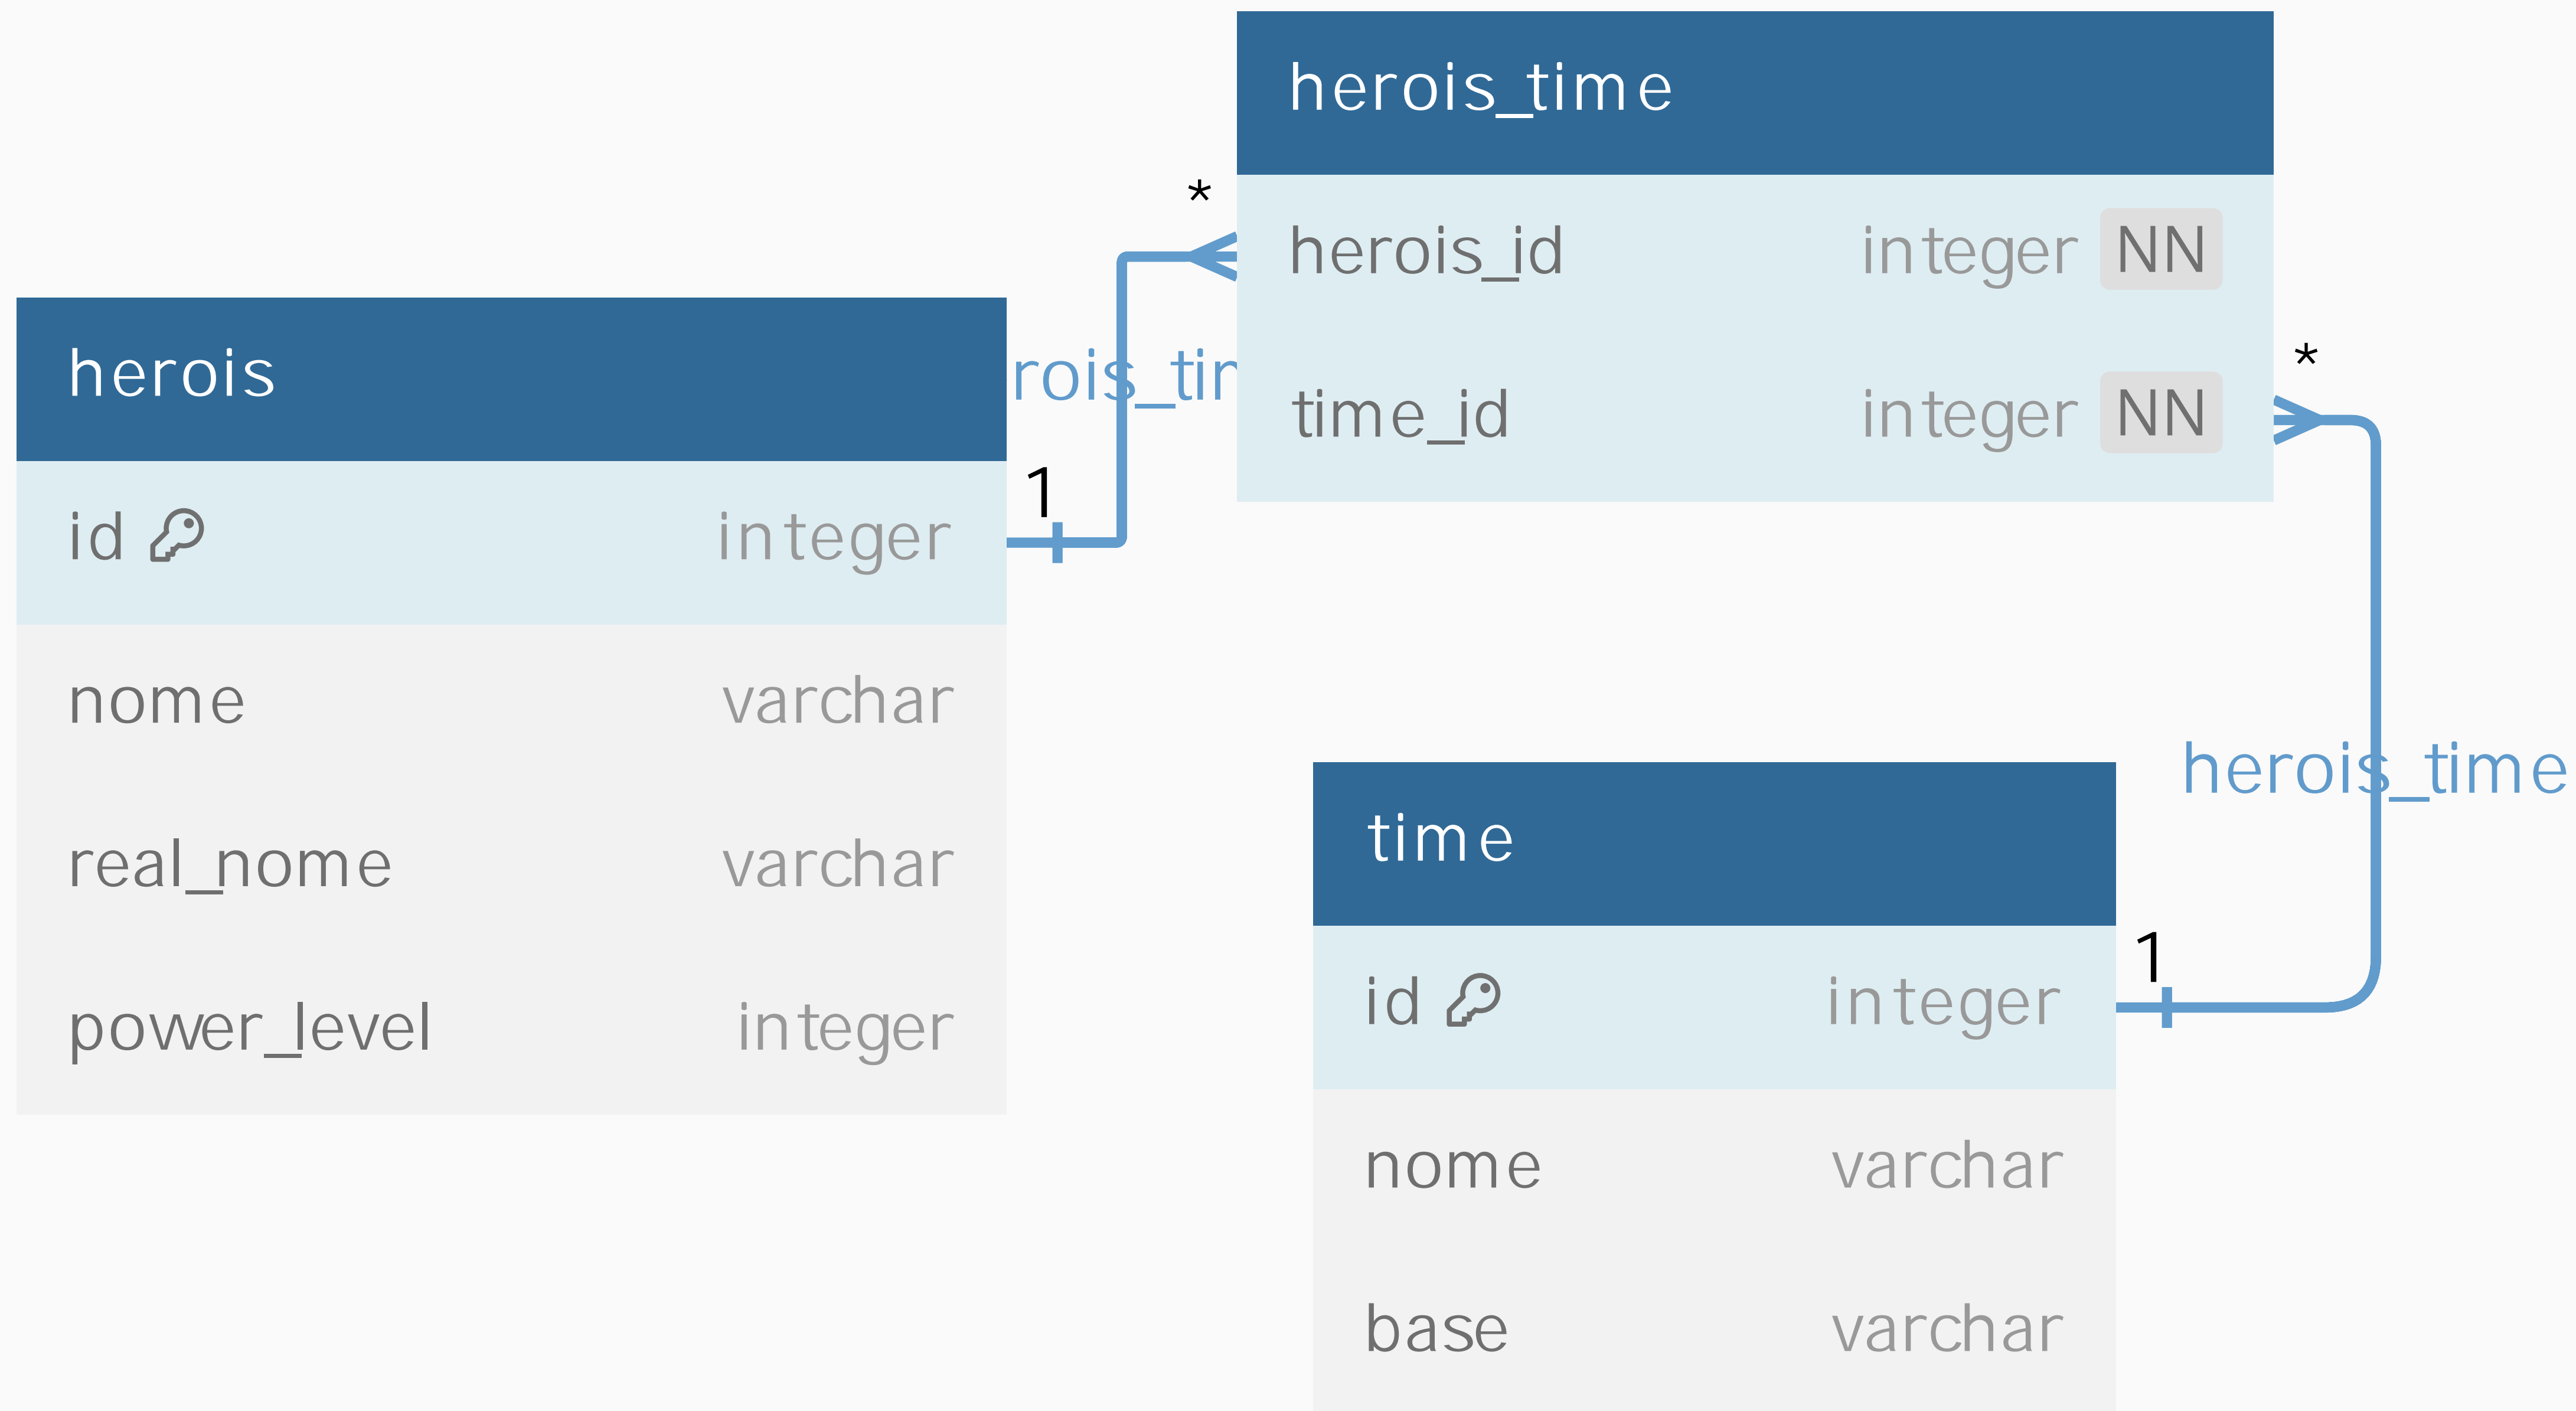 herois_time
herois_id integer NN
time_id integer NN
*
*
herois
id integer
nome varchar
real_nome varchar
power_level integer
1
rois_tim
time
id integer
nome varchar
base varchar
1
herois_time